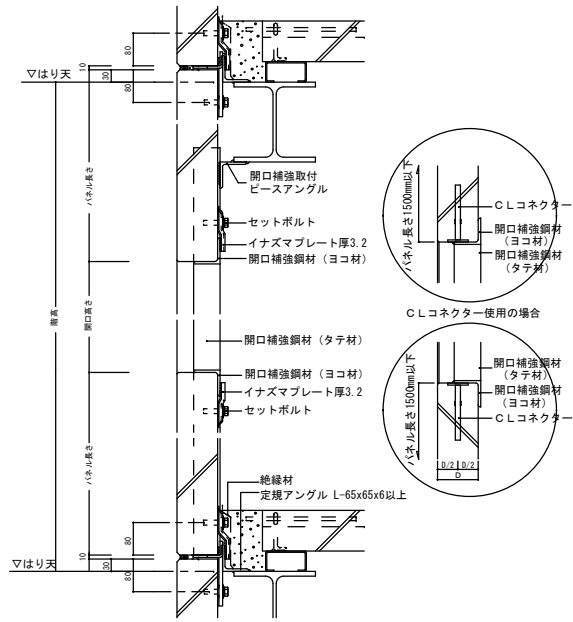 80
10
▽はり天
30
80
パネル長さ
開口補強取付
ピースアングル
セットボルト
イナズマプレート厚3.2
開口補強鋼材（ヨコ材）
階高
開口高さ
開口補強鋼材（タテ材）
開口補強鋼材（ヨコ材）
イナズマプレート厚3.2
セットボルト
パネル長さ
絶縁材
定規アングル L-65x65x6以上
80
10
▽はり天
30
80
パネル長さ1500mm以下
ＣＬコネクター
開口補強鋼材
（ヨコ材）
開口補強鋼材
（タテ材）
ＣＬコネクター使用の場合
パネル長さ1500mm以下
開口補強鋼材
（タテ材）
開口補強鋼材
（ヨコ材）
ＣＬコネクター
D/2 D/2
D